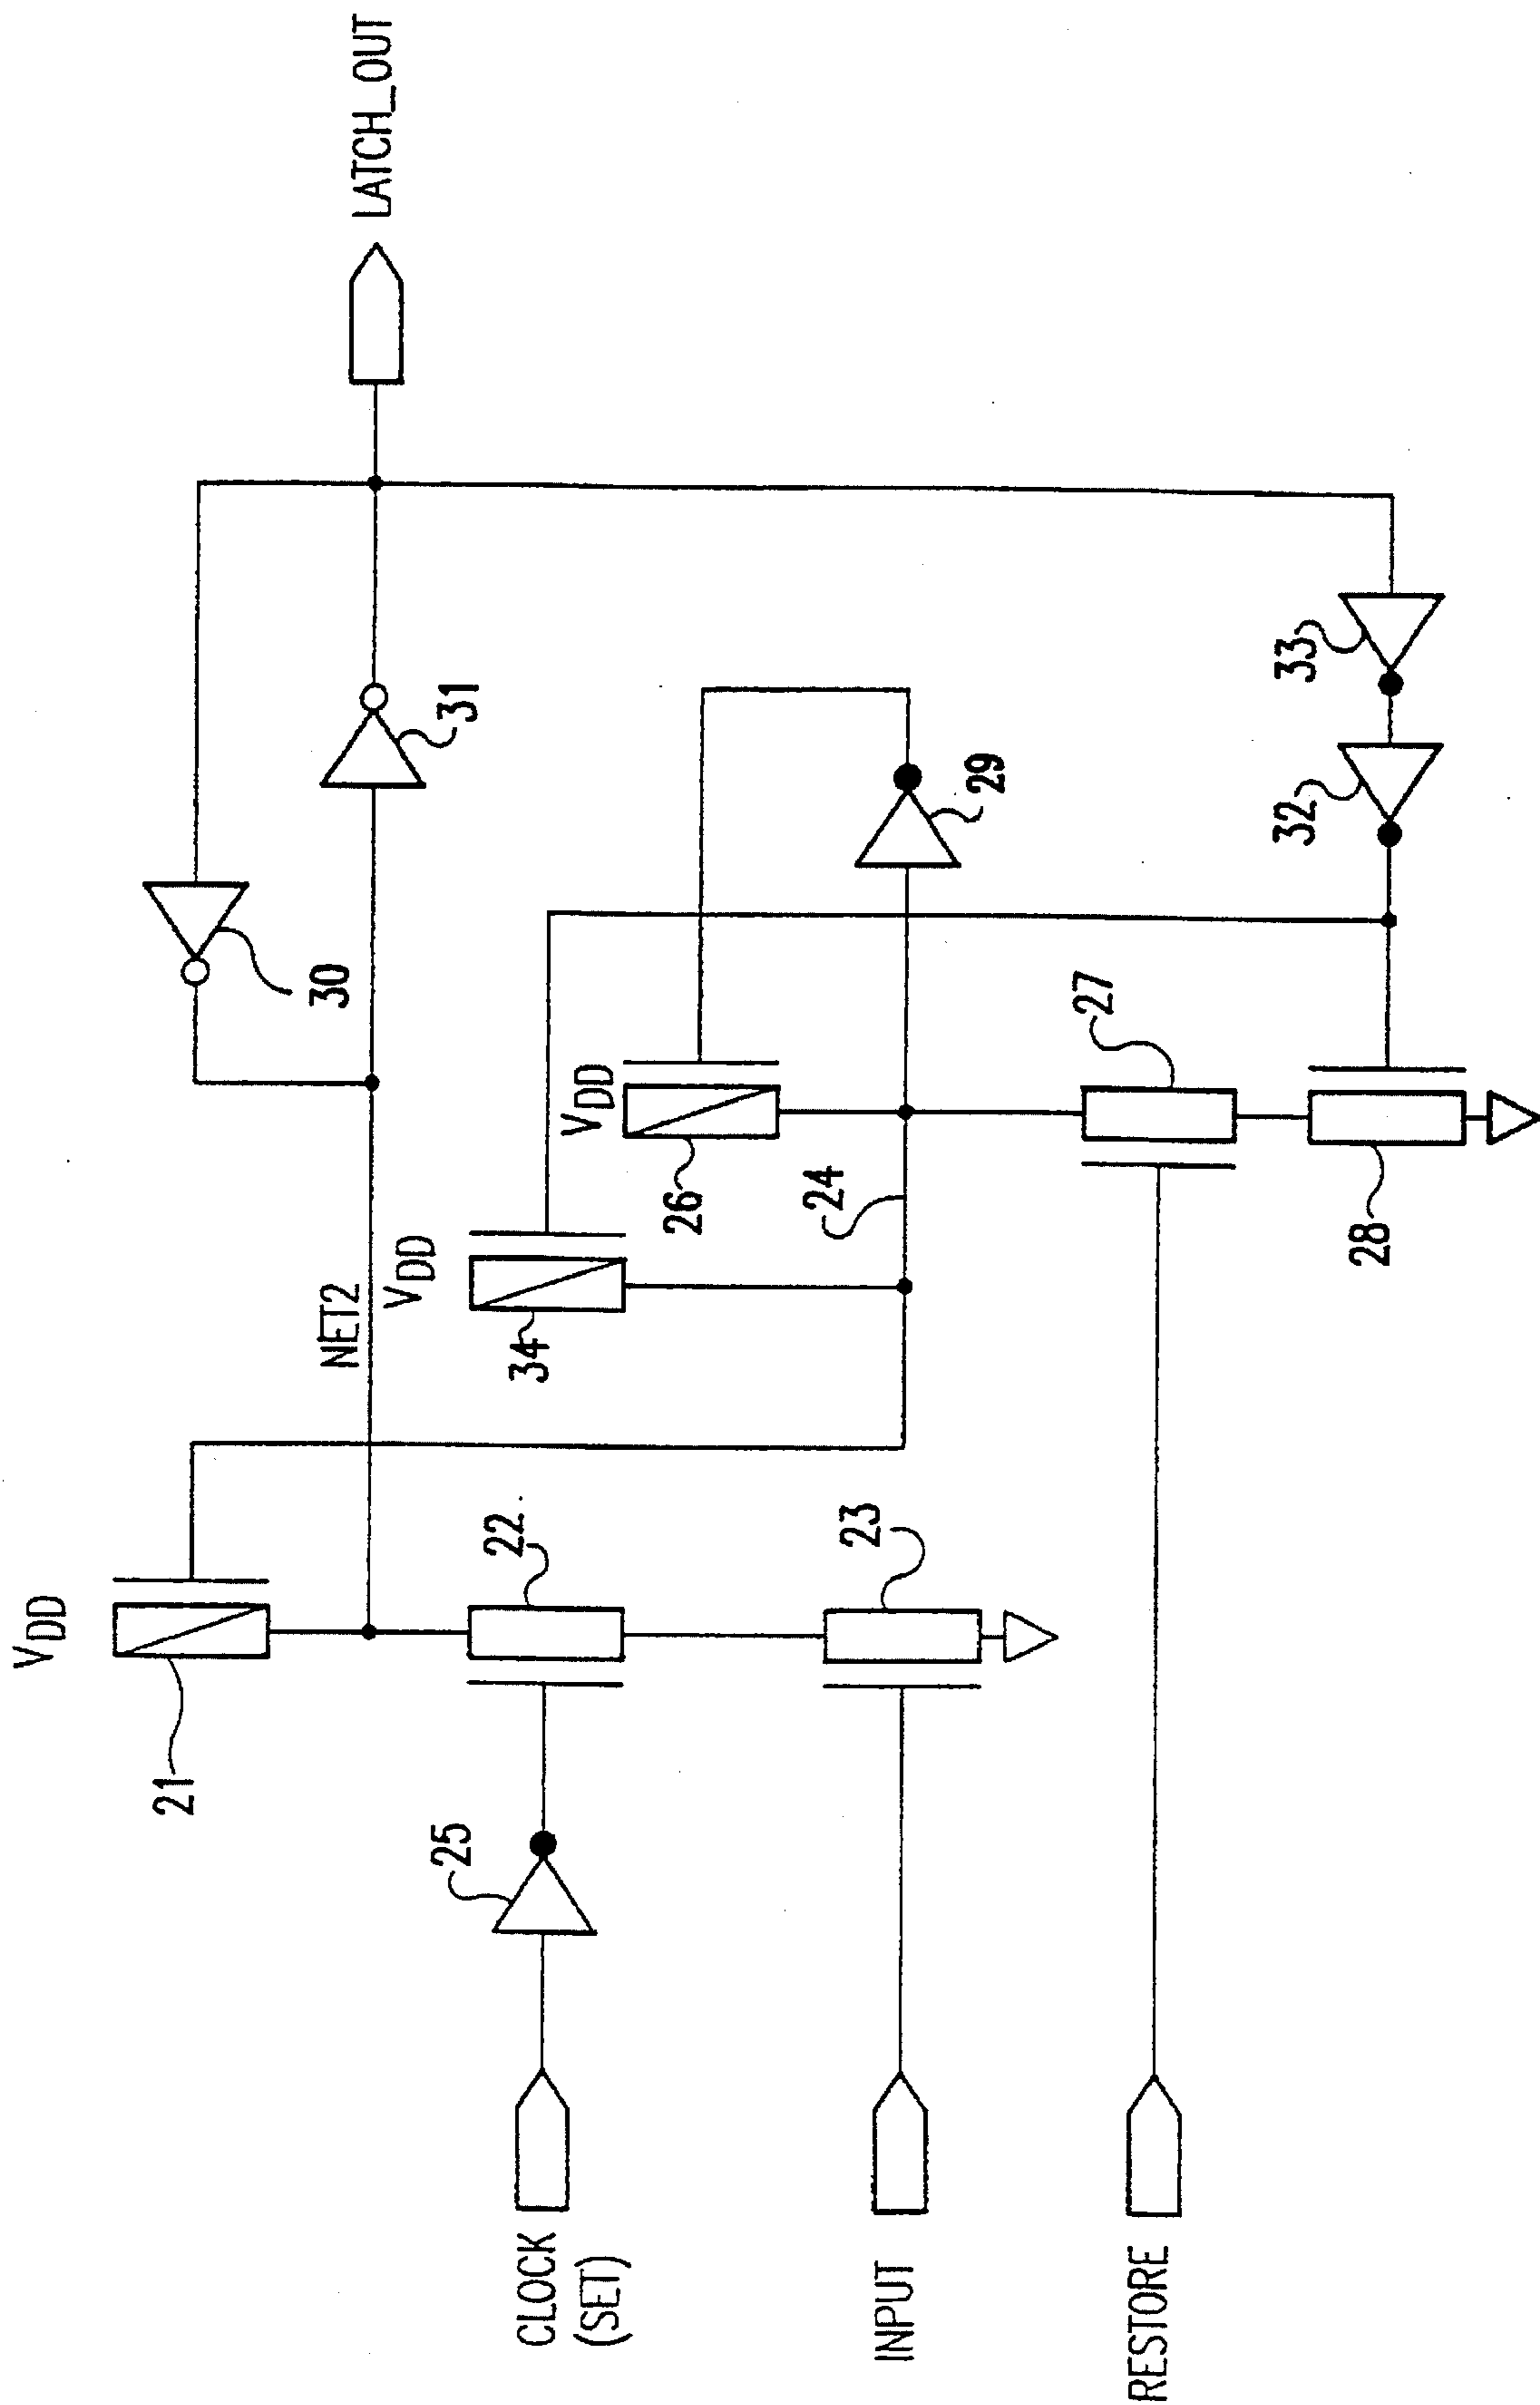 V_DD
21
NET2
30
31
LATCH_OUT
CLOCK
(SET)
25
22
V_DD
34
V_DD
26
INPUT
23
24
29
RESTORE
27
28
32
33